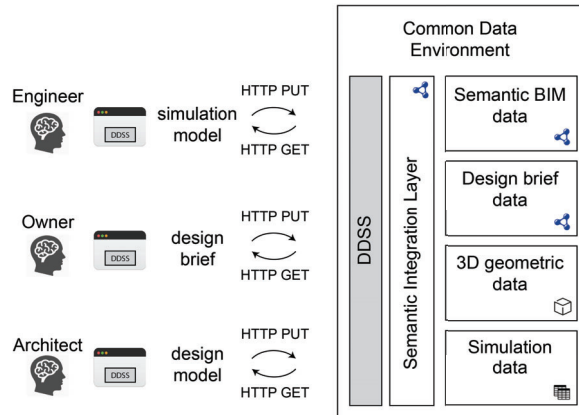 Engineer
DDSS
simulation
model
HTTP PUT
HTTP GET
Owner
DDSS
design
brief
HTTP PUT
HTTP GET
Architect
DDSS
design
model
HTTP PUT
HTTP GET
Common Data
Environment
DDSS
Semantic Integration Layer
Semantic BIM
data
Design brief
data
3D geometric
data
Simulation
data